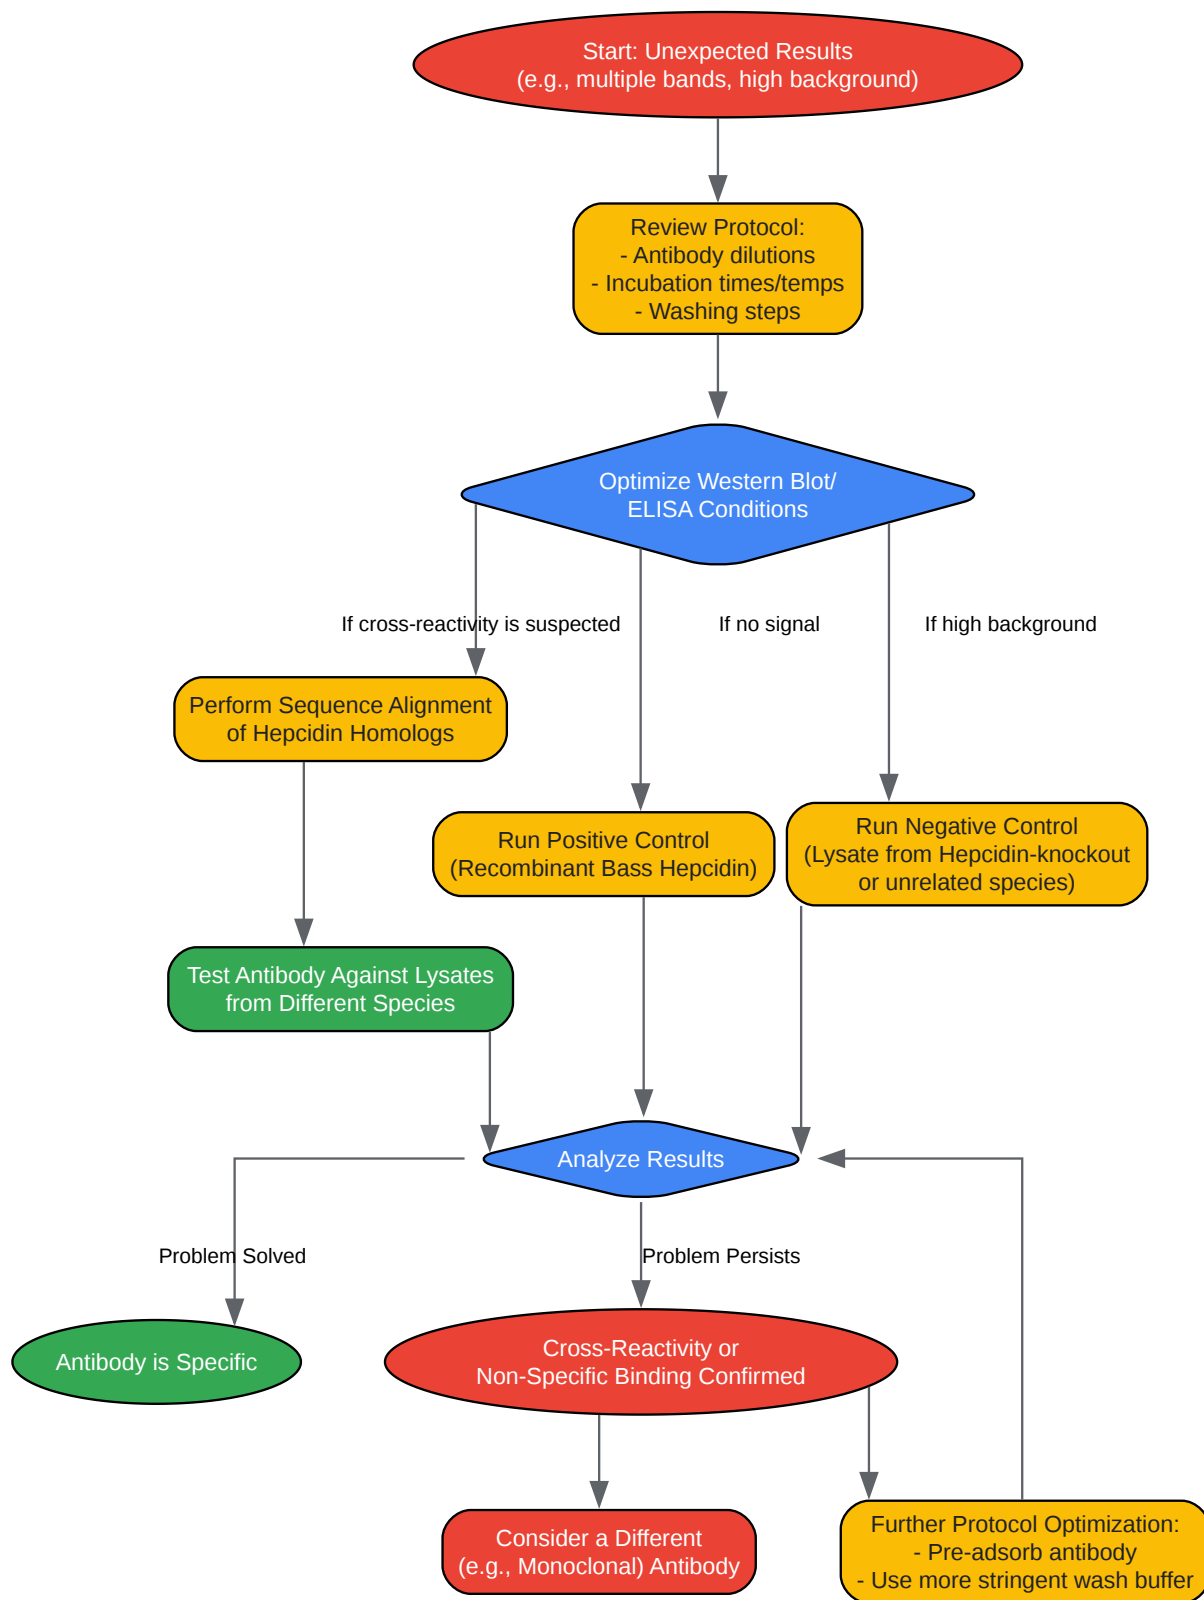 Start: Unexpected Results
(e.g., multiple bands, high background)
Review Protocol:
- Antibody dilutions
- Incubation times/temps
- Washing steps
Optimize Western Blot/
ELISA Conditions
If cross-reactivity is suspected
If no signal
If high background
Perform Sequence Alignment
of Hepcidin Homologs
Run Positive Control
(Recombinant Bass Hepcidin)
Run Negative Control
(Lysate from Hepcidin-knockout
or unrelated species)
Test Antibody Against Lysates
from Different Species
Analyze Results
Problem Solved
Problem Persists
Antibody is Specific
Cross-Reactivity or
Non-Specific Binding Confirmed
Consider a Different
(e.g., Monoclonal) Antibody
Further Protocol Optimization:
- Pre-adsorb antibody
- Use more stringent wash buffer